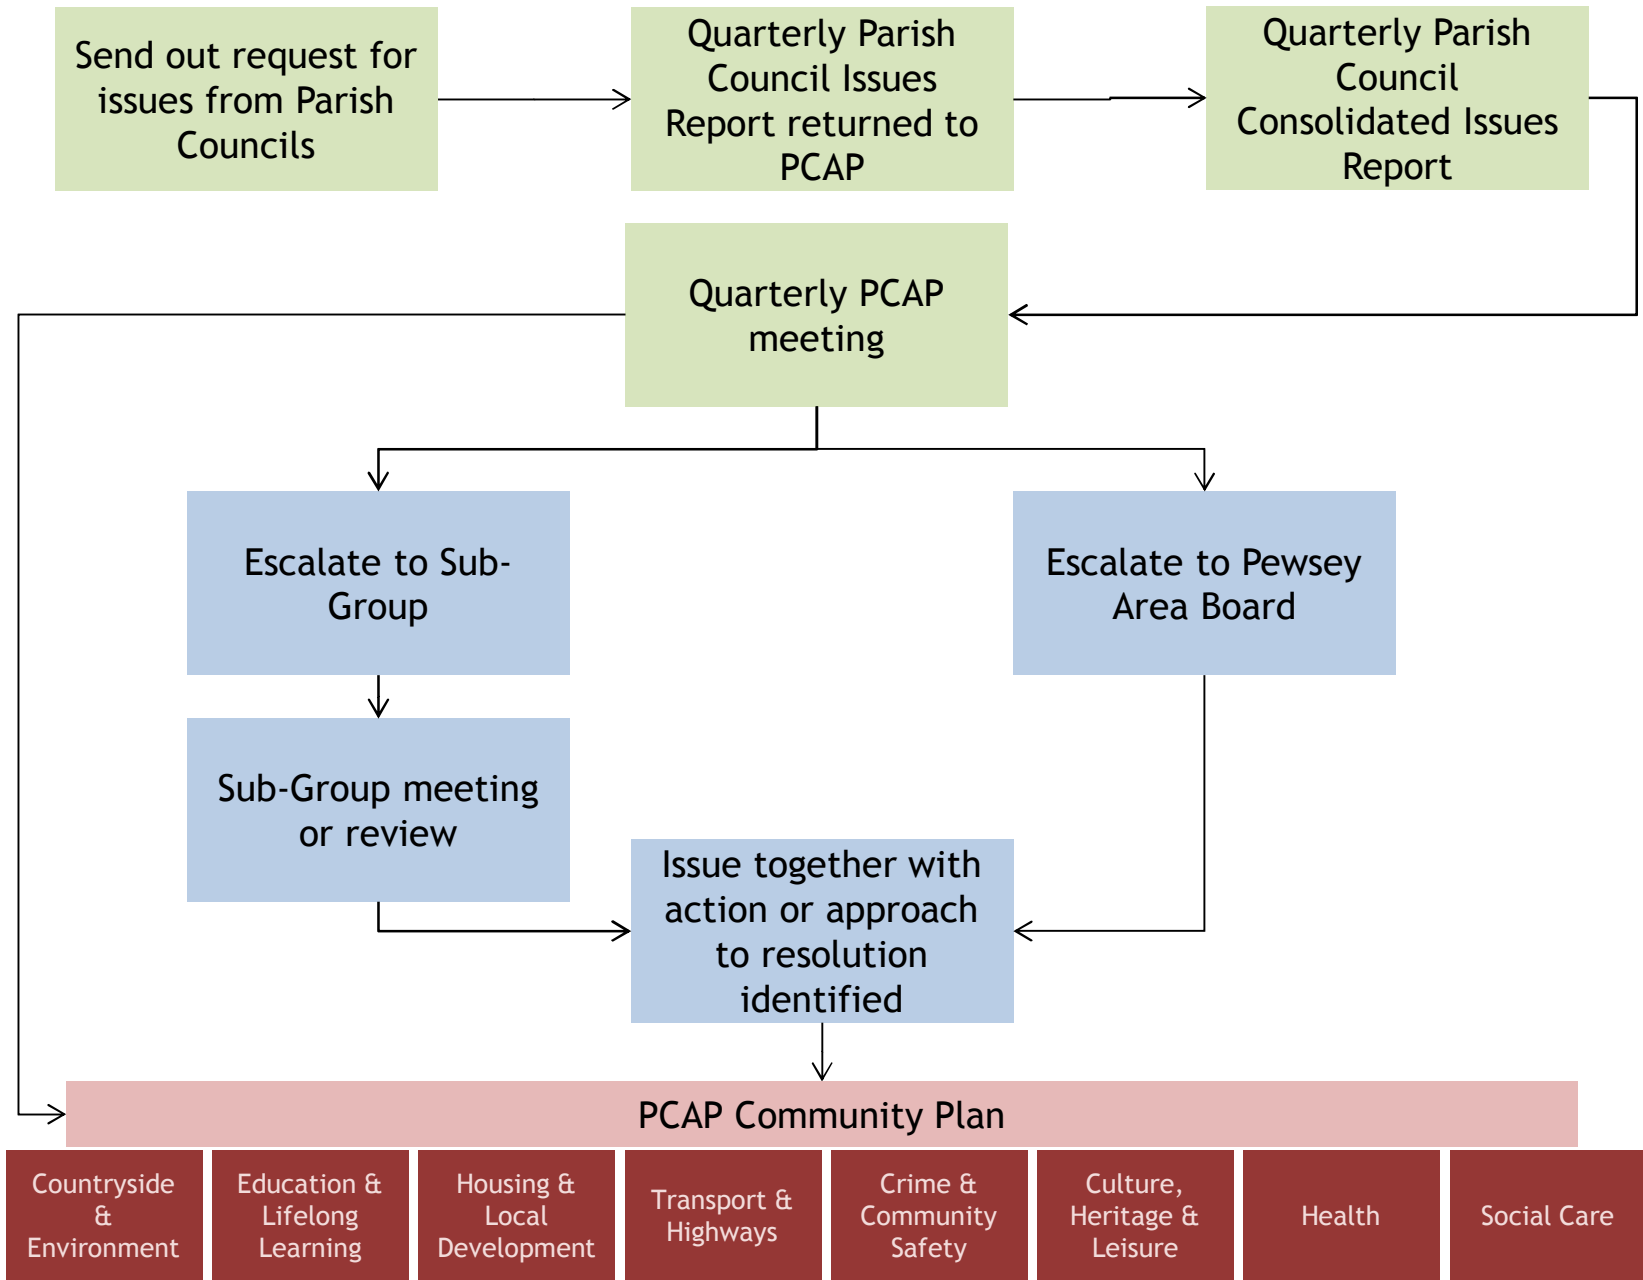 Send out request for
issues from Parish
Councils
Quarterly Parish
Council Issues
Report returned to
PCAP
Quarterly Parish
Council
Consolidated Issues
Report
Quarterly PCAP
meeting
Escalate to Sub-
Group
Escalate to Pewsey
Area Board
Sub-Group meeting
or review
Issue together with
action or approach
to resolution
identified
PCAP Community Plan
Countryside
&
Environment
Education &
Lifelong
Learning
Housing &
Local
Development
Transport &
Highways
Crime &
Community
Safety
Culture,
Heritage &
Leisure
Health
Social Care